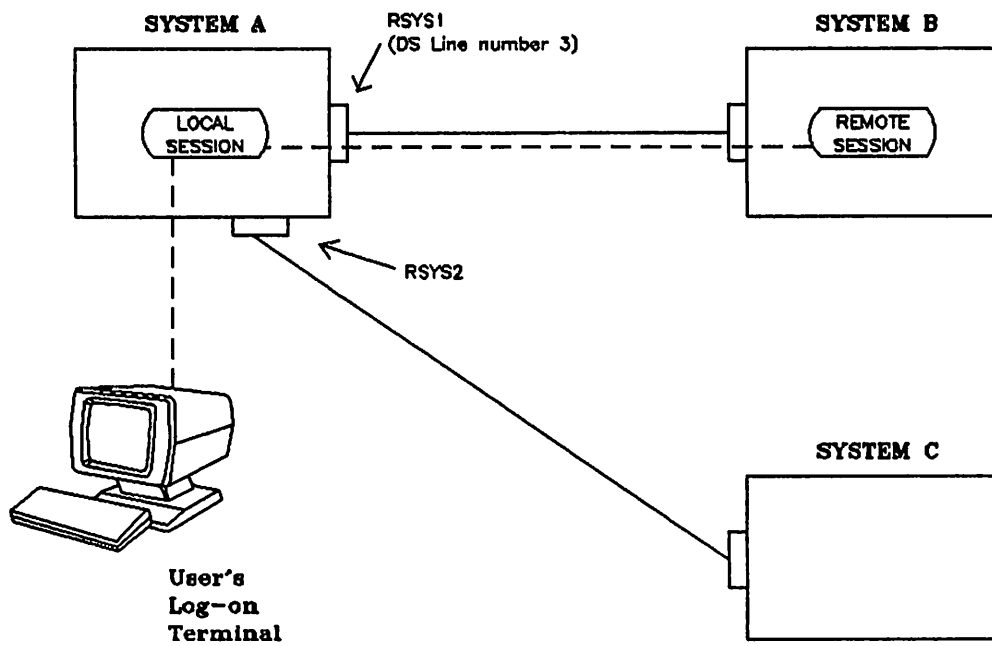 SYSTEM A
RSYS1
(DS Line number 3)
SYSTEM B
LOCAL
SESSION
REMOTE
SESSION
RSYS2
SYSTEM C
User's
Log-on
Terminal